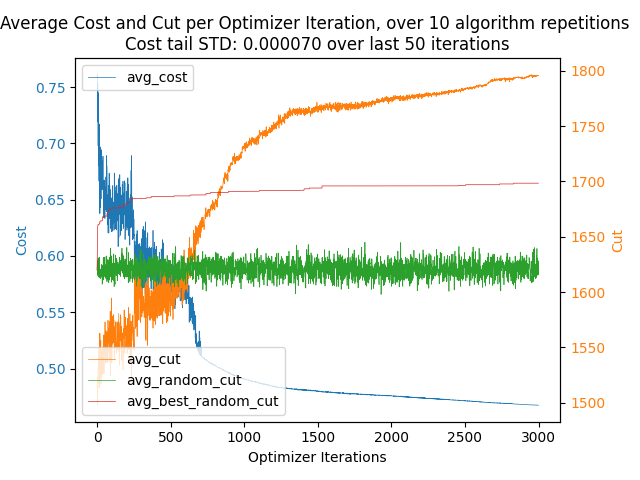 Average Cost and Cut per Optimizer Iteration, over 10 algorithm repetitions
Cost tail STD: 0.000070 over last 50 iterations
avg_cost
0.75
0.70
0.65
0.60
0.55
0.50
Cost
1800
1750
1700
1650
1600
1550
1500
Cut
avg_cut
avg_random_cut
avg_best_random_cut
0 500 1000 1500 2000 2500 3000
Optimizer Iterations